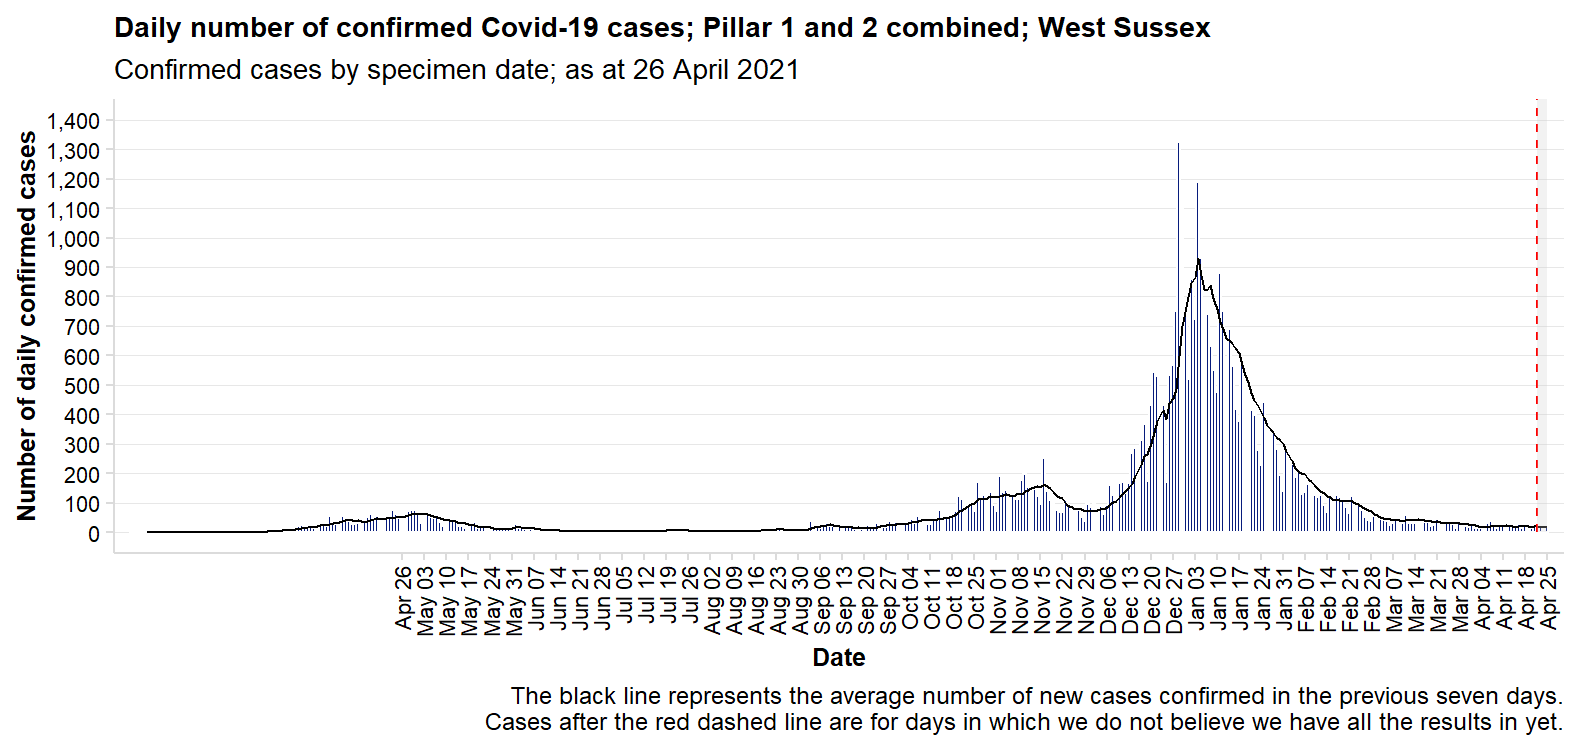 Daily number of confirmed Covid-19 cases; Pillar 1 and 2 combined; West Sussex
Confirmed cases by specimen date; as at 26 April 2021
Number of daily confirmed cases
1,400
1,300
1,200
1,100
1,000
900
800
700
600
500
400
300
200
100
0
Apr 26
May 03
May 10
May 17
May 24
May 31
Jun 07
Jun 14
Jun 21
Jun 28
Jul 05
Jul 12
Jul 19
Jul 26
Aug 02
Aug 09
Aug 16
Aug 23
Aug 30
Sep 06
Sep 13
Sep 20
Sep 27
Oct 04
Oct 11
Oct 18
Oct 25
Nov 01
Nov 08
Nov 15
Nov 22
Nov 29
Dec 06
Dec 13
Dec 20
Dec 27
Jan 03
Jan 10
Jan 17
Jan 24
Jan 31
Feb 07
Feb 14
Feb 21
Feb 28
Mar 07
Mar 14
Mar 21
Mar 28
Apr 04
Apr 11
Apr 18
Apr 25
Date
The black line represents the average number of new cases confirmed in the previous seven days.
Cases after the red dashed line are for days in which we do not believe we have all the results in yet.